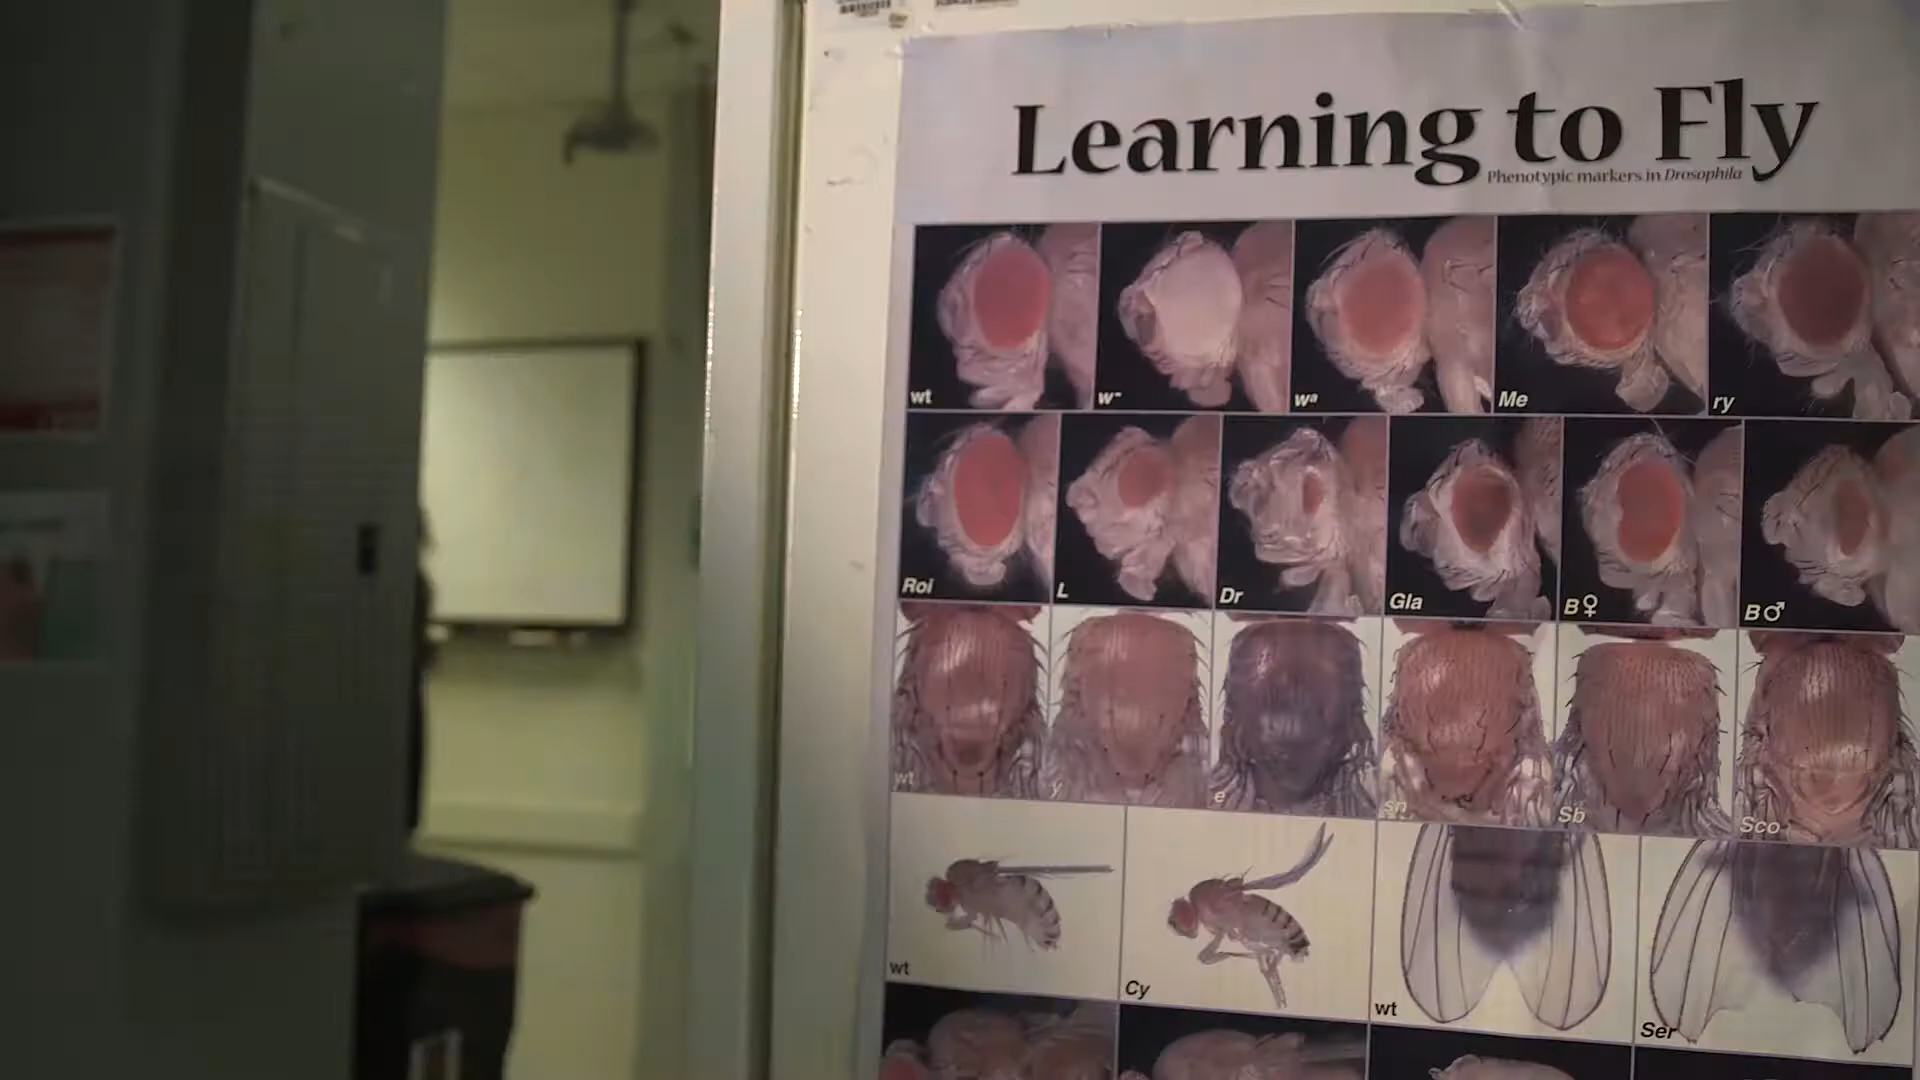 Learning to Fly
Phenotypic markers in Drosophila
wt w⁻ wᵃ Me ry
Roi L Dr Gla B♀ B♂
wt y e sn Sb Sco
wt Cy wt Ser